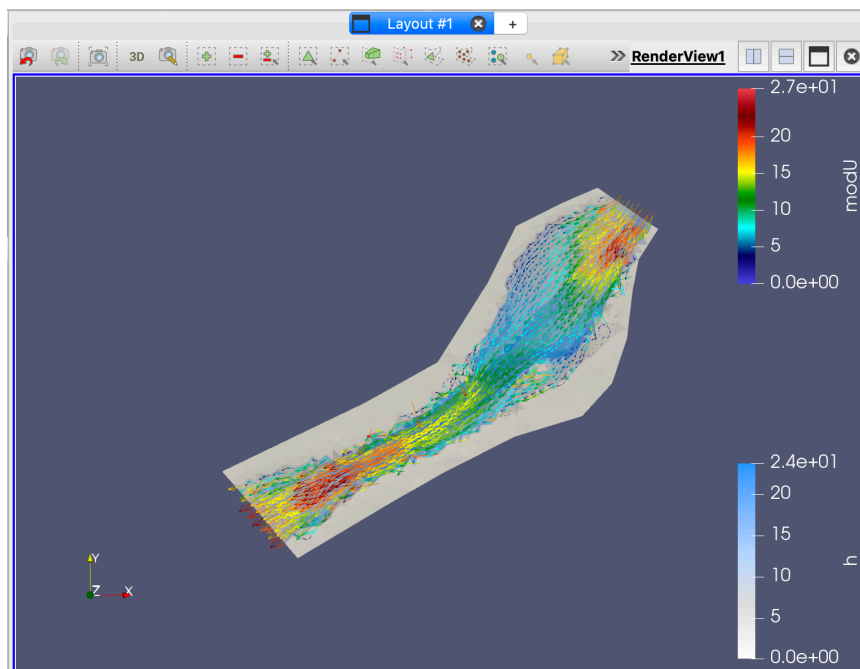 Layout #1
+
3D
RenderView1
2.7e+01
20
15
10
5
0.0e+00
modU
2.4e+01
20
15
10
5
0.0e+00
h
Y
Z
X